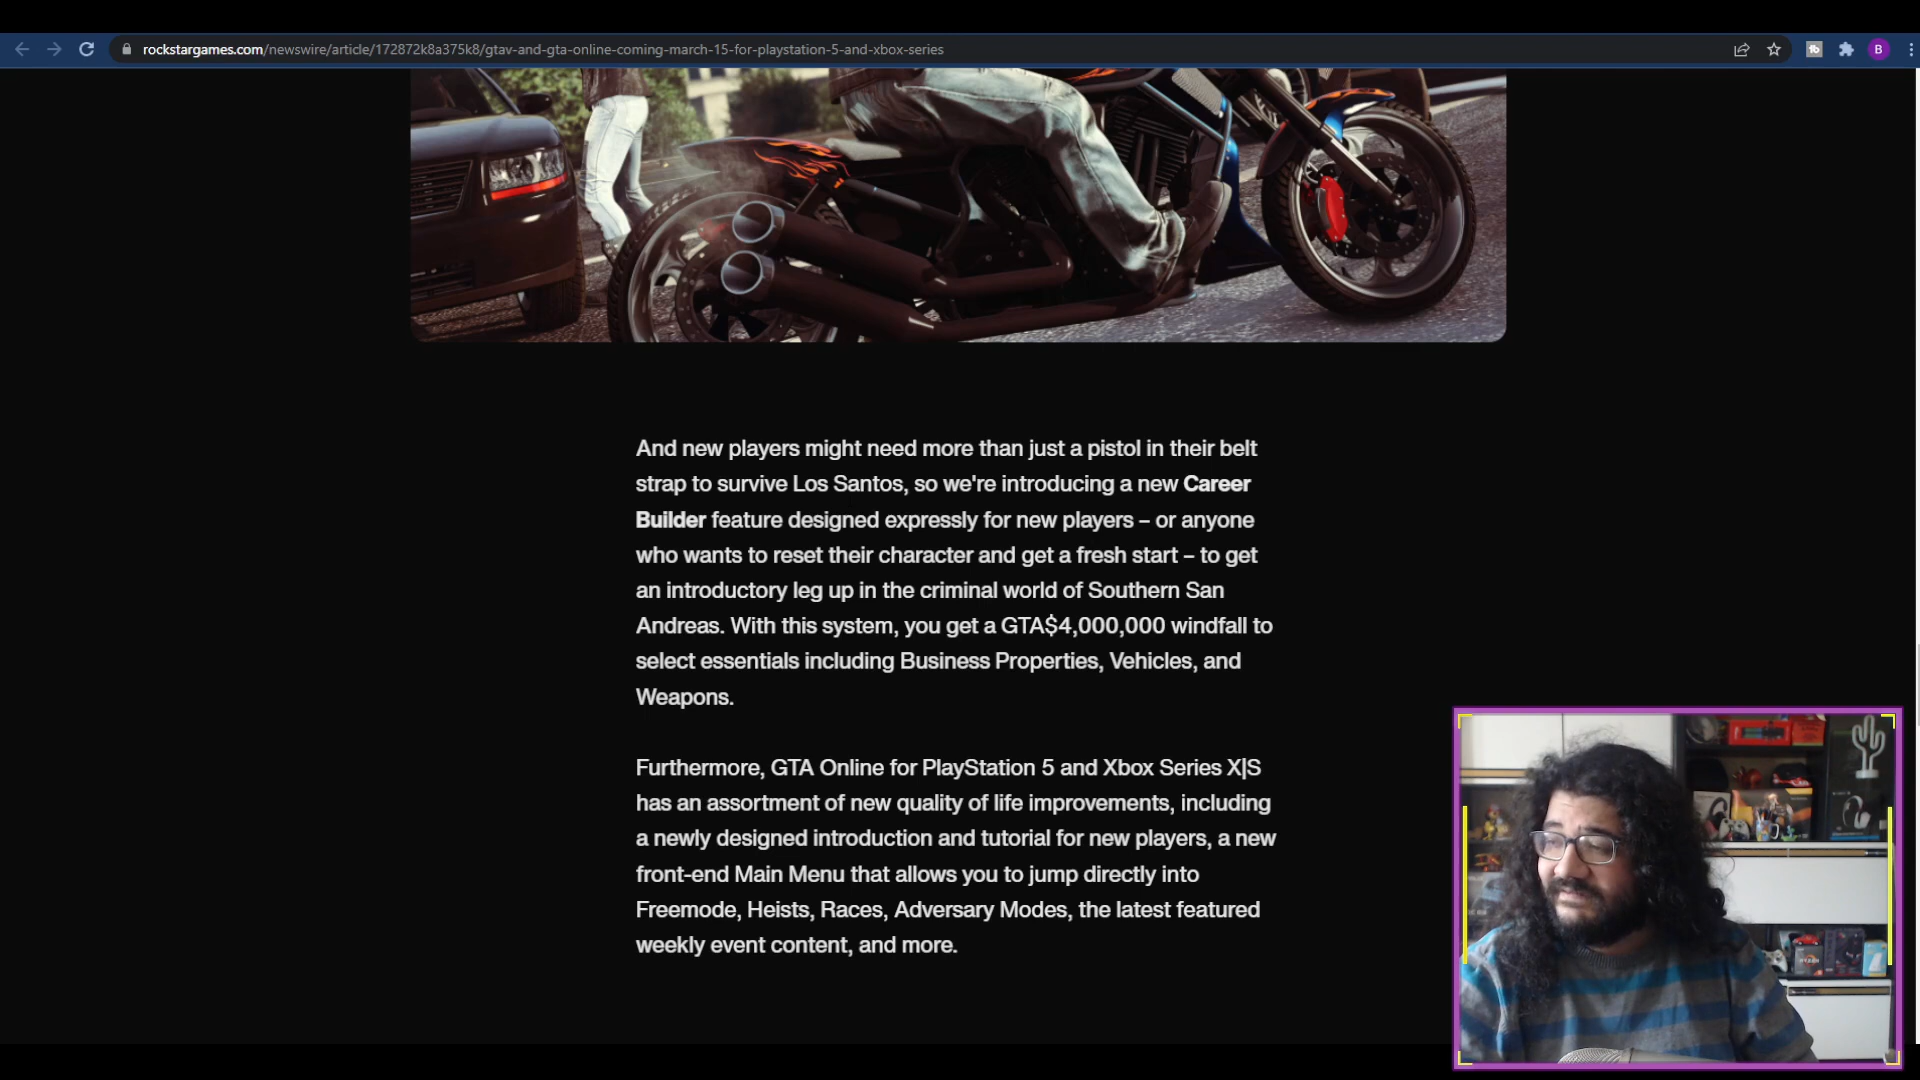 rockstargames.com/newswire/article/172872k8a375k8/gtav-and-gta-online-coming-march-15-for-playstation-5-and-xbox-series
B
And new players might need more than just a pistol in their belt
strap to survive Los Santos, so we're introducing a new Career
Builder feature designed expressly for new players – or anyone
who wants to reset their character and get a fresh start – to get
an introductory leg up in the criminal world of Southern San
Andreas. With this system, you get a GTA$4,000,000 windfall to
select essentials including Business Properties, Vehicles, and
Weapons.
Furthermore, GTA Online for PlayStation 5 and Xbox Series X|S
has an assortment of new quality of life improvements, including
a newly designed introduction and tutorial for new players, a new
front-end Main Menu that allows you to jump directly into
Freemode, Heists, Races, Adversary Modes, the latest featured
weekly event content, and more.